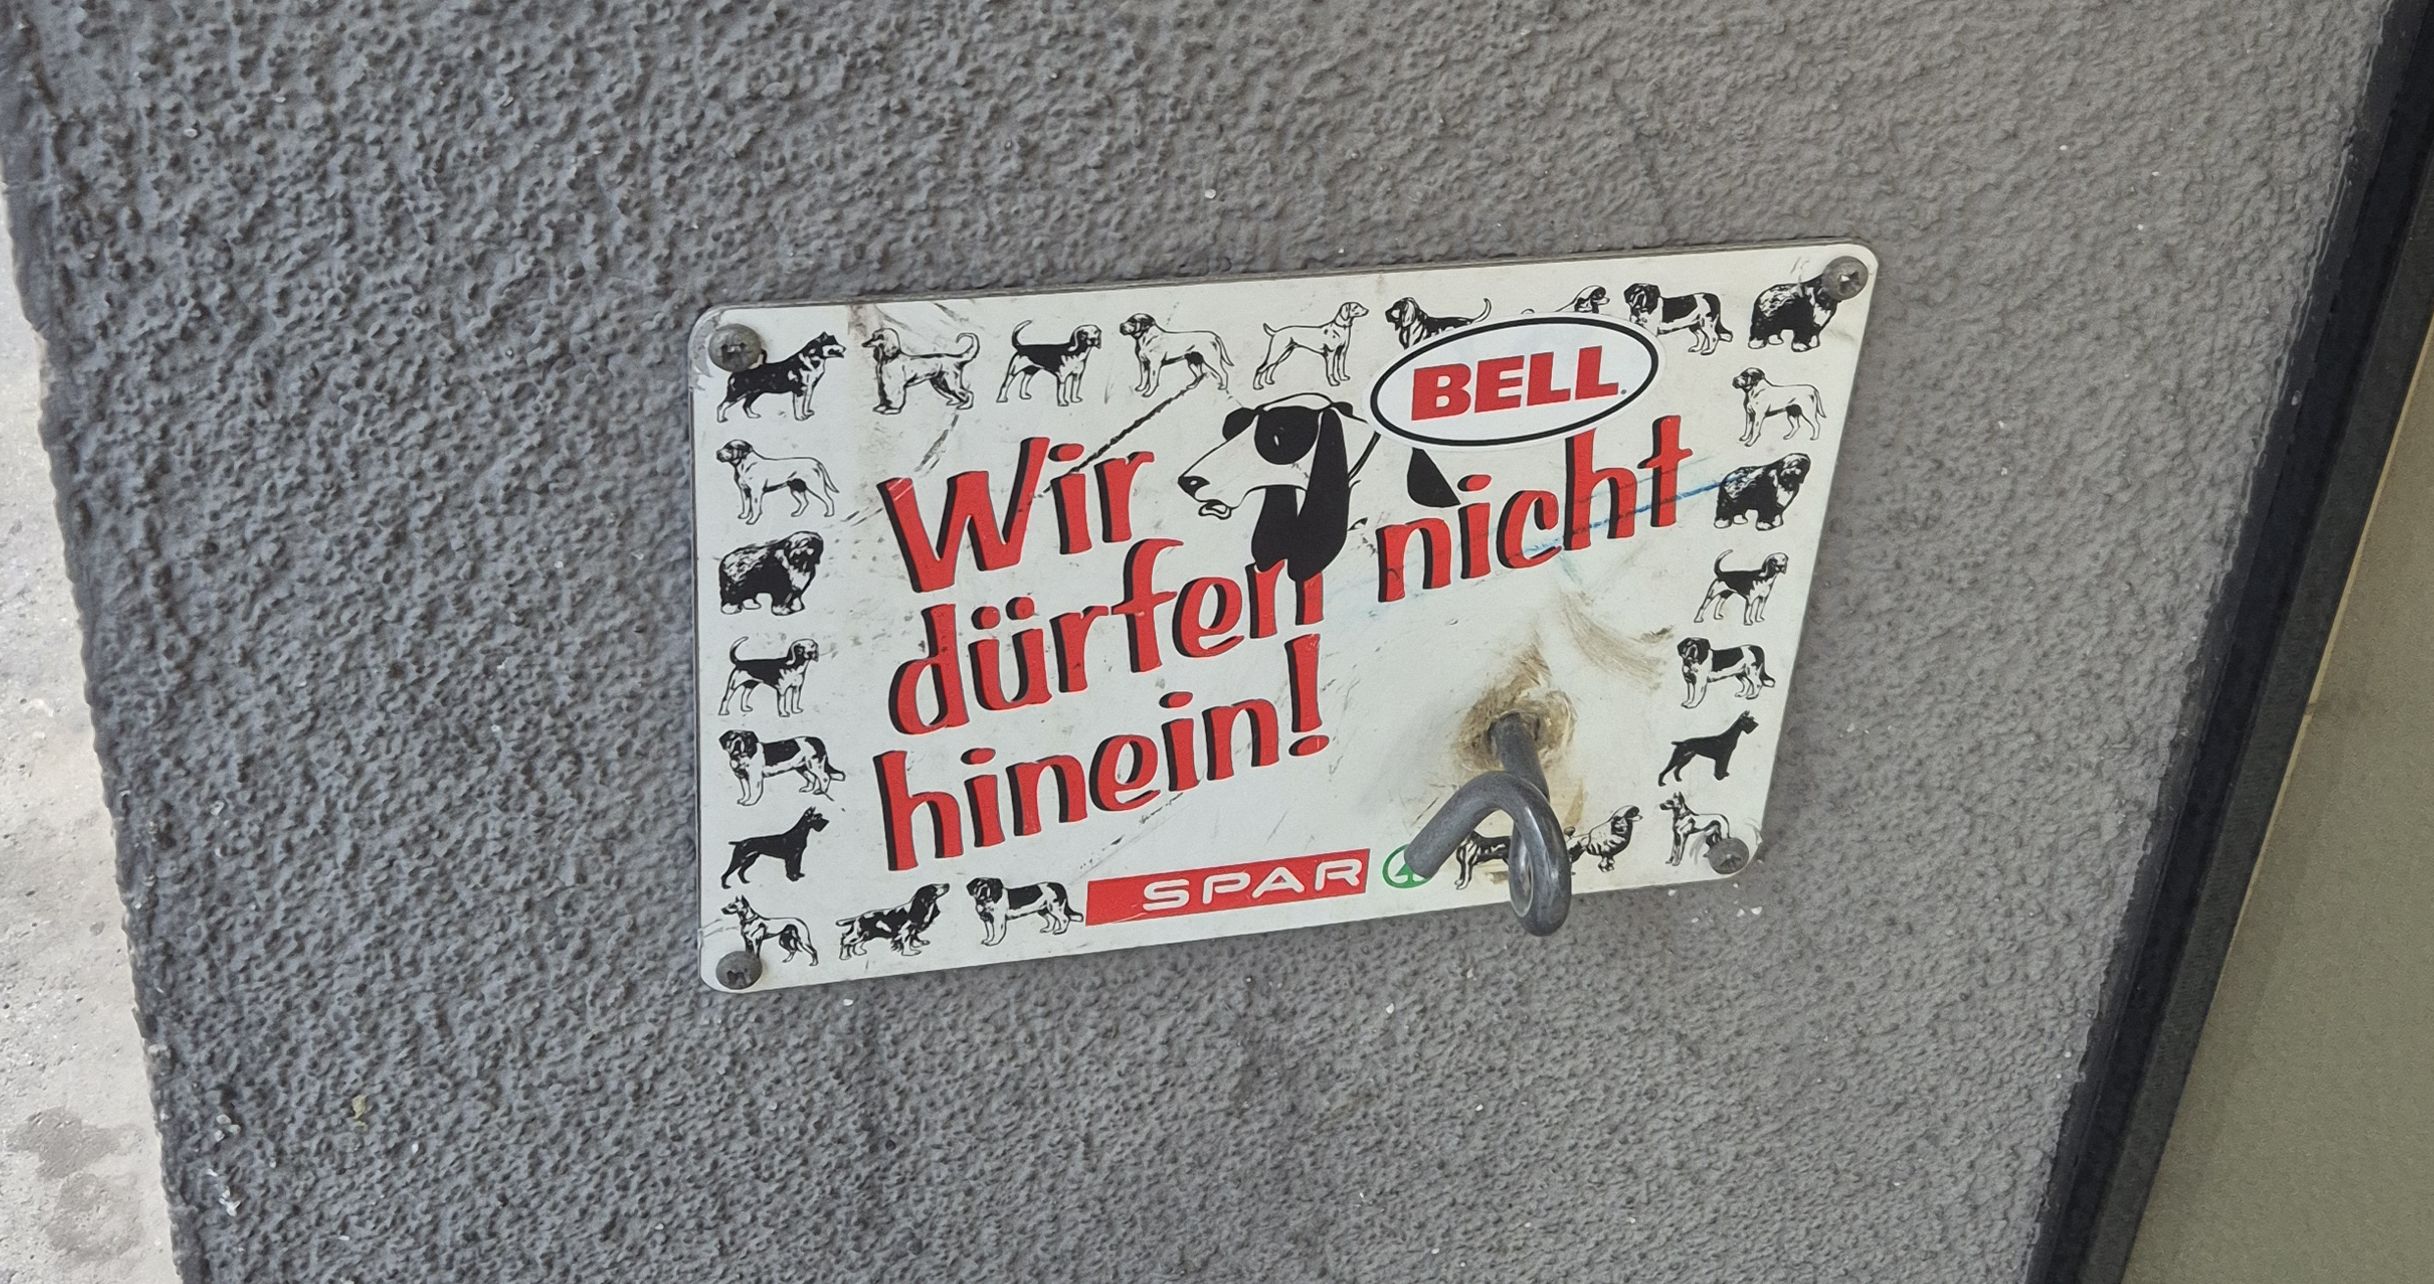 BELL
Wir
dürfen nicht
hinein!
SPAR